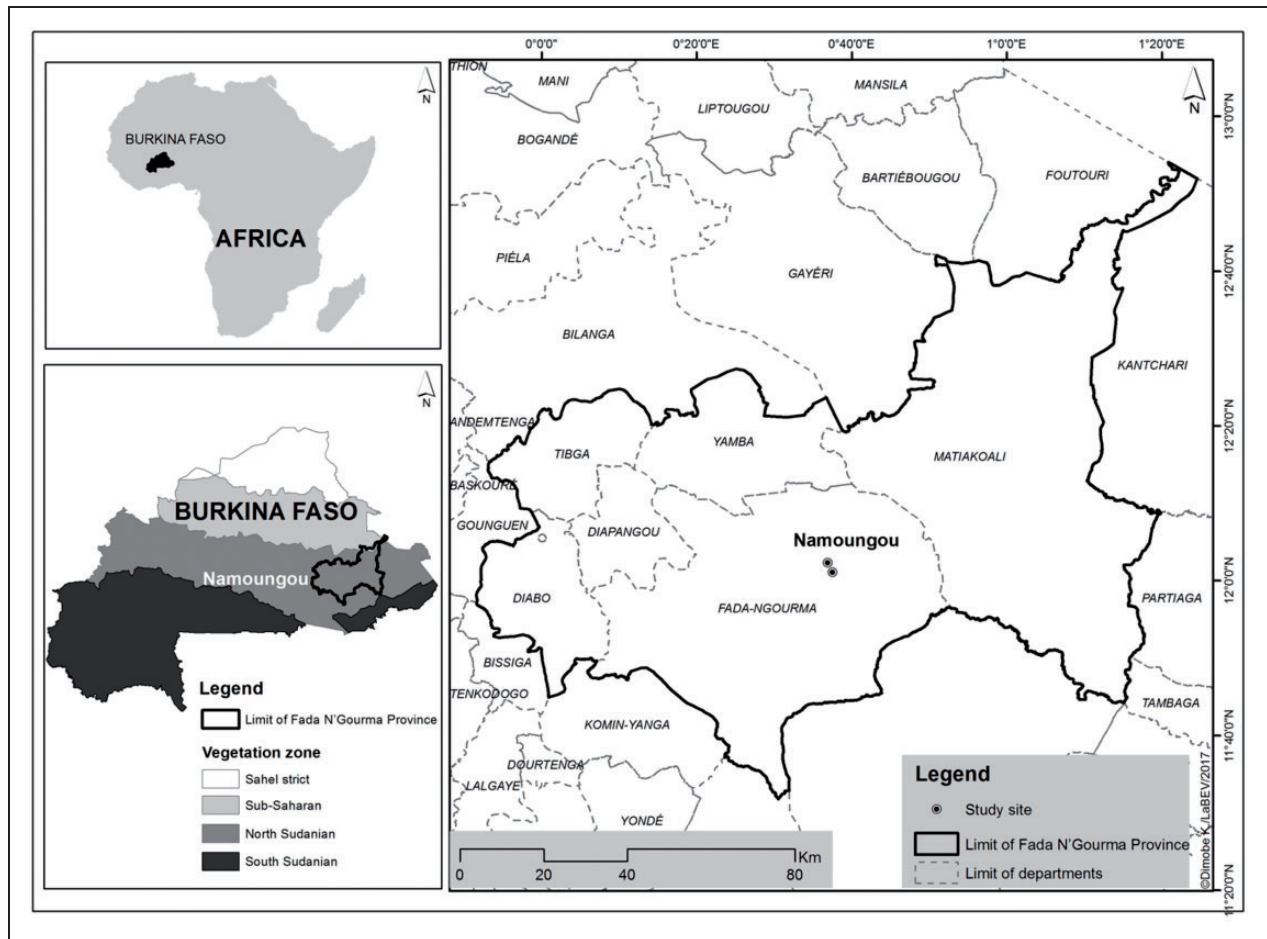 N
BURKINA FASO
AFRICA
N
BURKINA FASO
Namoungou
Legend
Limit of Fada N'Gourma Province
Vegetation zone
Sahel strict
Sub-Saharan
North Sudanian
South Sudanian
0°0'0" 0°20'0"E 0°40'0"E 1°00'0"E 1°20'0"E
N
THION
MANI
MANSILA
LIPTOUGOU
BOGANDÉ
BARTIÉBOUGOU
FOUTOURI
PIÉLA
GAYÉRI
BILANGA
KANTCHARI
ANDEMTENGA
YAMBA
TIBGA
MATIAKOALI
BASKOURÉ
GOUNGUEN
DIAPANGOU
Namoungou
DIABO
FADA-NGOURMA
PARTIAGA
BISSIGA
TENKODOGO
TAMBAGA
KOMIN-YANGA
DOURTENGA
LALGAYE
YONDÉ
13°0'0"N
12°40'0"N
12°20'0"N
12°0'0"N
11°40'0"N
11°20'0"N
Legend
Study site
Limit of Fada N'Gourma Province
Limit of departments
Km
0 20 40 80
©Dimobe K./LaBEV/2017